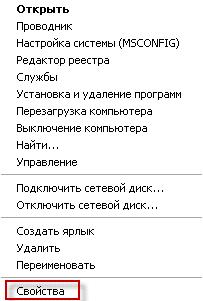 Открыть
Проводник
Настройка системы (MSCONFIG)
Редактор реестра
Службы
Установка и удаление программ
Перезагрузка компьютера
Выключение компьютера
Найти...
Управление
Подключить сетевой диск...
Отключить сетевой диск...
Создать ярлык
Удалить
Переименовать
Свойства